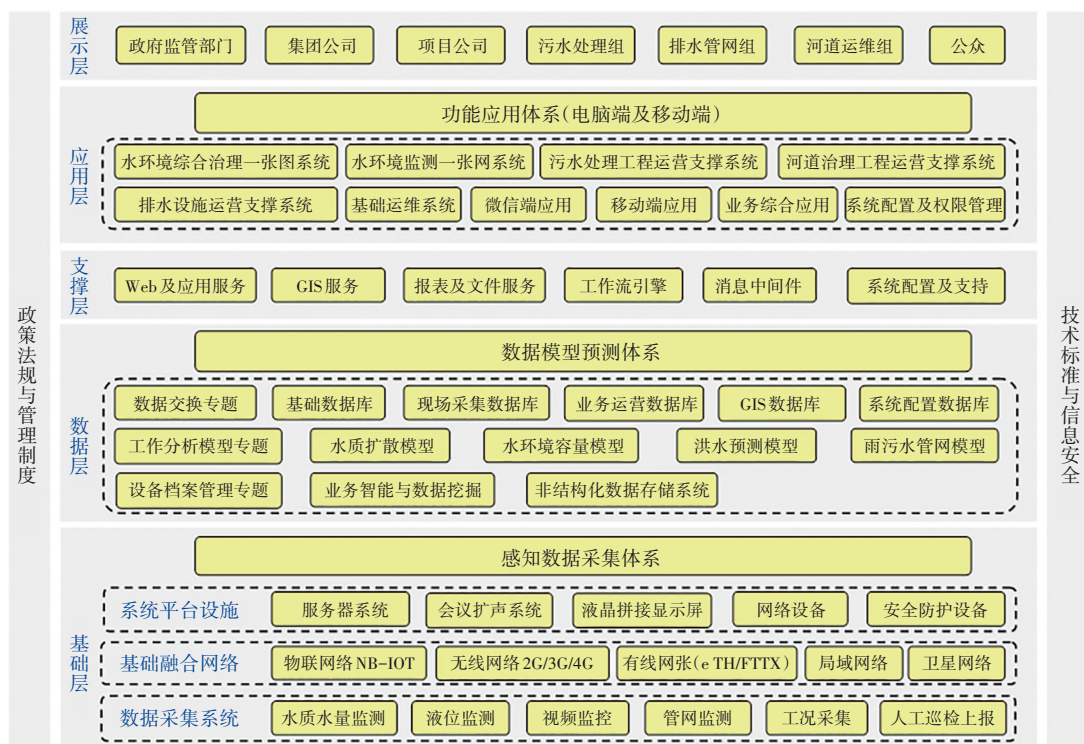 展示层
政府监管部门 集团公司 项目公司 污水处理组 排水管网组 河道运维组 公众
应用层
功能应用体系(电脑端及移动端)
水环境综合治理一张图系统 水环境监测一张网系统 污水处理工程运营支撑系统 河道治理工程运营支撑系统
排水设施运营支撑系统 基础运维系统 微信端应用 移动端应用 业务综合应用 系统配置及权限管理
支撑层
Web及应用服务 GIS服务 报表及文件服务 工作流引擎 消息中间件 系统配置及支持
数据层
数据模型预测体系
数据交换专题 基础数据库 现场采集数据库 业务运营数据库 GIS数据库 系统配置数据库
工作分析模型专题 水质扩散模型 水环境容量模型 洪水预测模型 雨污水管网模型
设备档案管理专题 业务智能与数据挖掘 非结构化数据存储系统
基础层
感知数据采集体系
系统平台设施 服务器系统 会议扩声系统 液晶拼接显示屏 网络设备 安全防护设备
基础融合网络 物联网络NB-IOT 无线网络2G/3G/4G 有线网张(e TH/FTTX) 局域网络 卫星网络
数据采集系统 水质水量监测 液位监测 视频监控 管网监测 工况采集 人工巡检上报
政策法规与管理制度
技术标准与信息安全